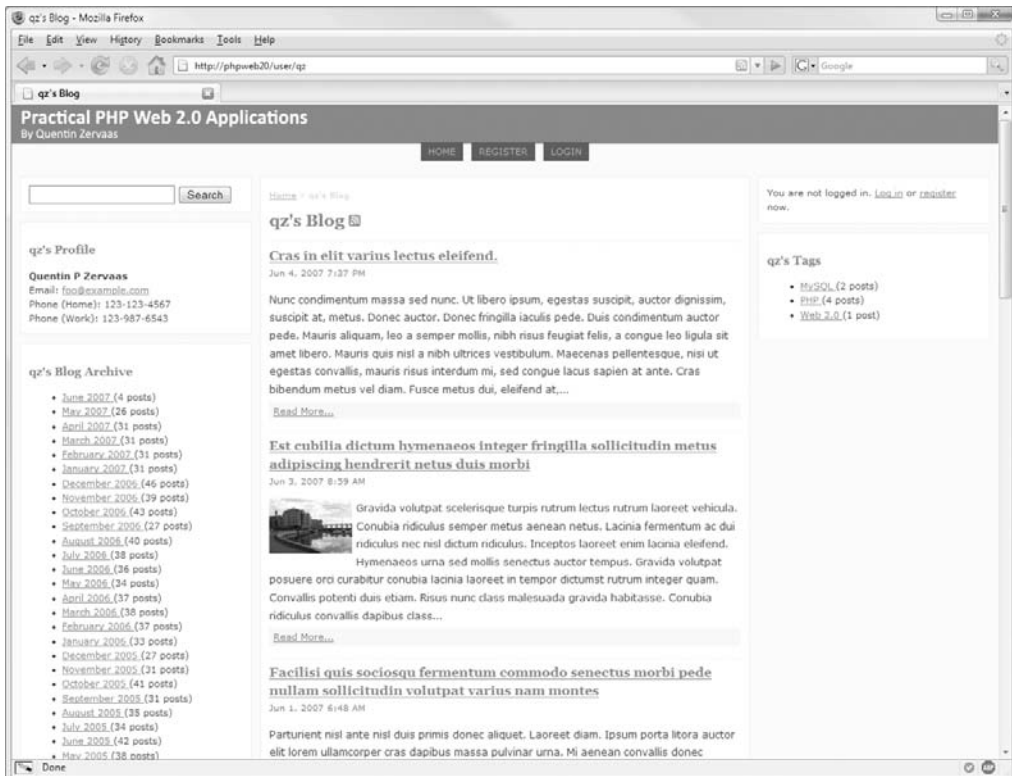 qz's Blog - Mozilla Firefox
File Edit View History Bookmarks Tools Help
http://phpweb20/user/qz
Google
qz's Blog
Practical PHP Web 2.0 Applications
By Quentin Zervaas
HOME REGISTER LOGIN
Search
qz's Profile
Quentin P Zervaas
Email: foo@example.com
Phone (Home): 123-123-4567
Phone (Work): 123-987-6543
qz's Blog Archive
June 2007 (4 posts)
May 2007 (26 posts)
April 2007 (31 posts)
March 2007 (31 posts)
February 2007 (31 posts)
January 2007 (31 posts)
December 2006 (46 posts)
November 2006 (39 posts)
October 2006 (43 posts)
September 2006 (27 posts)
August 2006 (40 posts)
July 2006 (38 posts)
June 2006 (36 posts)
May 2006 (34 posts)
April 2006 (37 posts)
March 2006 (38 posts)
February 2006 (37 posts)
January 2006 (33 posts)
December 2005 (27 posts)
November 2005 (31 posts)
October 2005 (41 posts)
September 2005 (31 posts)
August 2005 (35 posts)
July 2005 (34 posts)
June 2005 (42 posts)
May 2005 (38 posts)
Home > qz's Blog
qz's Blog
Cras in elit varius lectus eleifend.
Jun 4, 2007 7:37 PM
Nunc condimentum massa sed nunc. Ut libero ipsum, egestas suscipit, auctor dignissim,
suscipit at, metus. Donec auctor. Donec fringilla iaculis pede. Duis condimentum auctor
pede. Mauris aliquam, leo a semper mollis, nibh risus feugiat felis, a congue leo ligula sit
amet libero. Mauris quis nisl a nibh ultrices vestibulum. Maecenas pellentesque, nisi ut
egestas convallis, mauris risus interdum mi, sed congue lacus sapien at ante. Cras
bibendum metus vel diam. Fusce metus dui, eleifend at,...
Read More...
Est cubilia dictum hymenaeos integer fringilla sollicitudin metus
adipiscing hendrerit netus duis morbi
Jun 3, 2007 8:59 AM
Gravida volutpat scelerisque turpis rutrum lectus rutrum laoreet vehicula.
Conubia ridiculus semper metus aenean netus. Lacinia fermentum ac dui
ridiculus nec nisl dictum ridiculus. Inceptos laoreet enim lacinia eleifend.
Hymenaeos urna sed mollis senectus auctor tempus. Gravida volutpat
posuere orci curabitur conubia lacinia laoreet in tempor dictumst rutrum integer quam.
Convallis potenti duis etiam. Risus nunc class malesuada gravida habitasse. Conubia
ridiculus convallis dapibus class...
Read More...
Facilisi quis sociosqu fermentum commodo senectus morbi pede
nullam sollicitudin volutpat varius nam montes
Jun 1, 2007 6:48 AM
Parturient nisl ante nisl duis primis donec aliquet. Laoreet diam. Ipsum porta litora auctor
elit lorem ullamcorper cras dapibus massa pulvinar urna. Mi aenean convallis donec
You are not logged in. Log in or register
now.
qz's Tags
MySQL (2 posts)
PHP (4 posts)
Web 2.0 (1 post)
Done